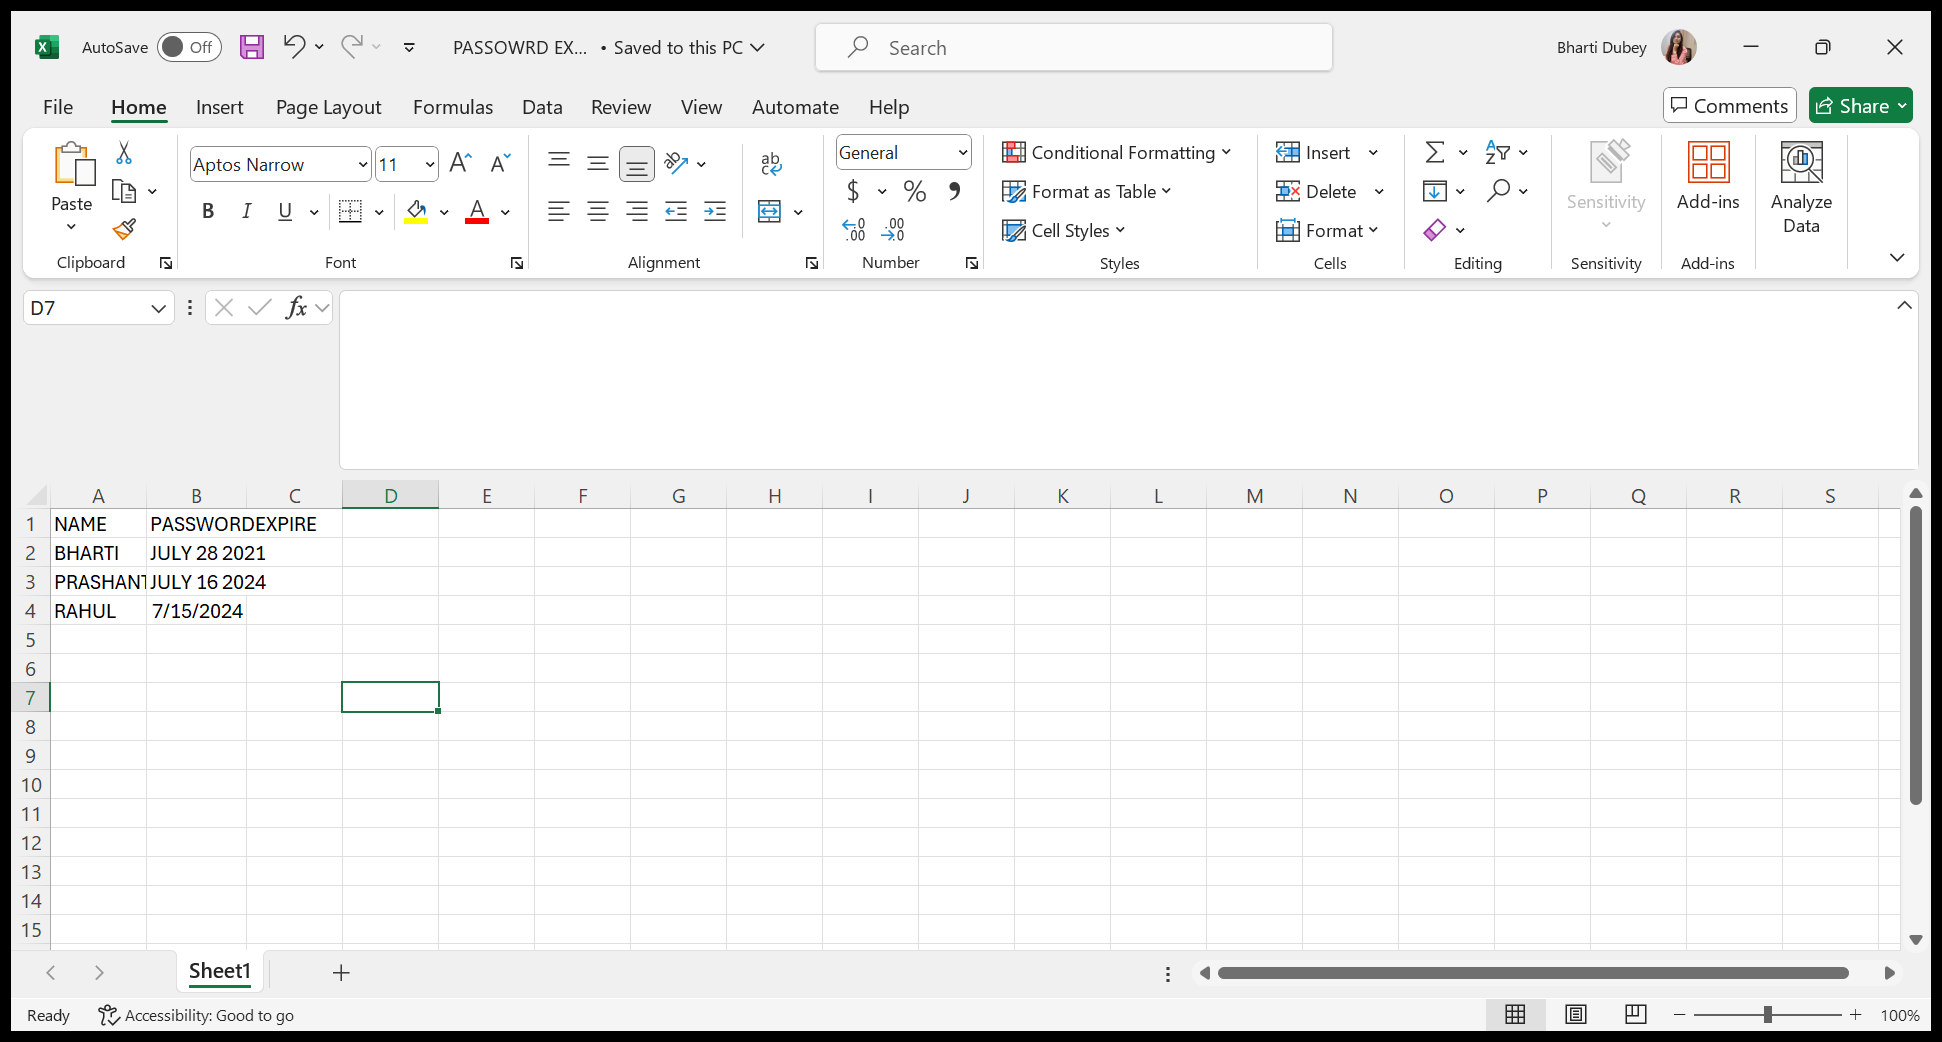 AutoSave Off PASSOWRD EX... • Saved to this PC Search Bharti Dubey
File Home Insert Page Layout Formulas Data Review View Automate Help Comments Share
Paste
Clipboard
Aptos Narrow 11
B I U A
Font
ab
Alignment
General
$ % ,
.00 .00
.0
Number
Conditional Formatting
Format as Table
Cell Styles
Styles
Insert
Delete
Format
Cells
Editing
Sensitivity
Sensitivity
Add-ins
Add-ins
Analyze
Data
D7 fx
A B C D E F G H I J K L M N O P Q R S
1 NAME PASSWORDEXPIRE
2 BHARTI JULY 28 2021
3 PRASHANT JULY 16 2024
4 RAHUL 7/15/2024
5
6
7
8
9
10
11
12
13
14
15
Sheet1
Ready Accessibility: Good to go 100%